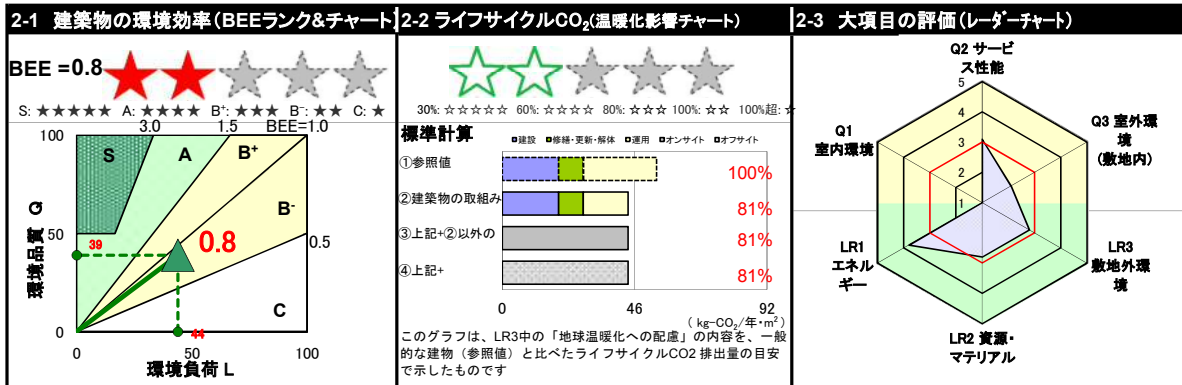 2-1 建築物の環境効率(BEEランク&チャート)
BEE =0.8
S: ★★★★★ A: ★★★★ B⁺: ★★★ B⁻: ★★ C: ★
3.0 1.5 BEE=1.0
100
S
A
B⁺
B⁻
0.5
C
50
39
0.8
44
0
0 50 100
環境品質 Q
環境負荷 L
2-2 ライフサイクルCO₂(温暖化影響チャート)
30%: ☆☆☆☆☆ 60%: ☆☆☆☆ 80%: ☆☆☆ 100%: ☆☆ 100%超: ☆
標準計算
■建設 ■修繕・更新・解体 □運用 □オンサイト □オフサイト
①参照値 100%
②建築物の取組み 81%
③上記+②以外の 81%
④上記+ 81%
0 46 92
( kg-CO₂/年・m²)
このグラフは、LR3中の「地球温暖化への配慮」の内容を、一般
的な建物(参照値)と比べたライフサイクルCO2 排出量の目安
で示したものです
2-3 大項目の評価(レーダーチャート)
Q2 サービ
ス性能
5
4
3
2
1
Q1
室内環境
Q3 室外環
境
(敷地内)
LR1
エネル
ギー
LR3
敷地外環
境
LR2 資源・
マテリアル